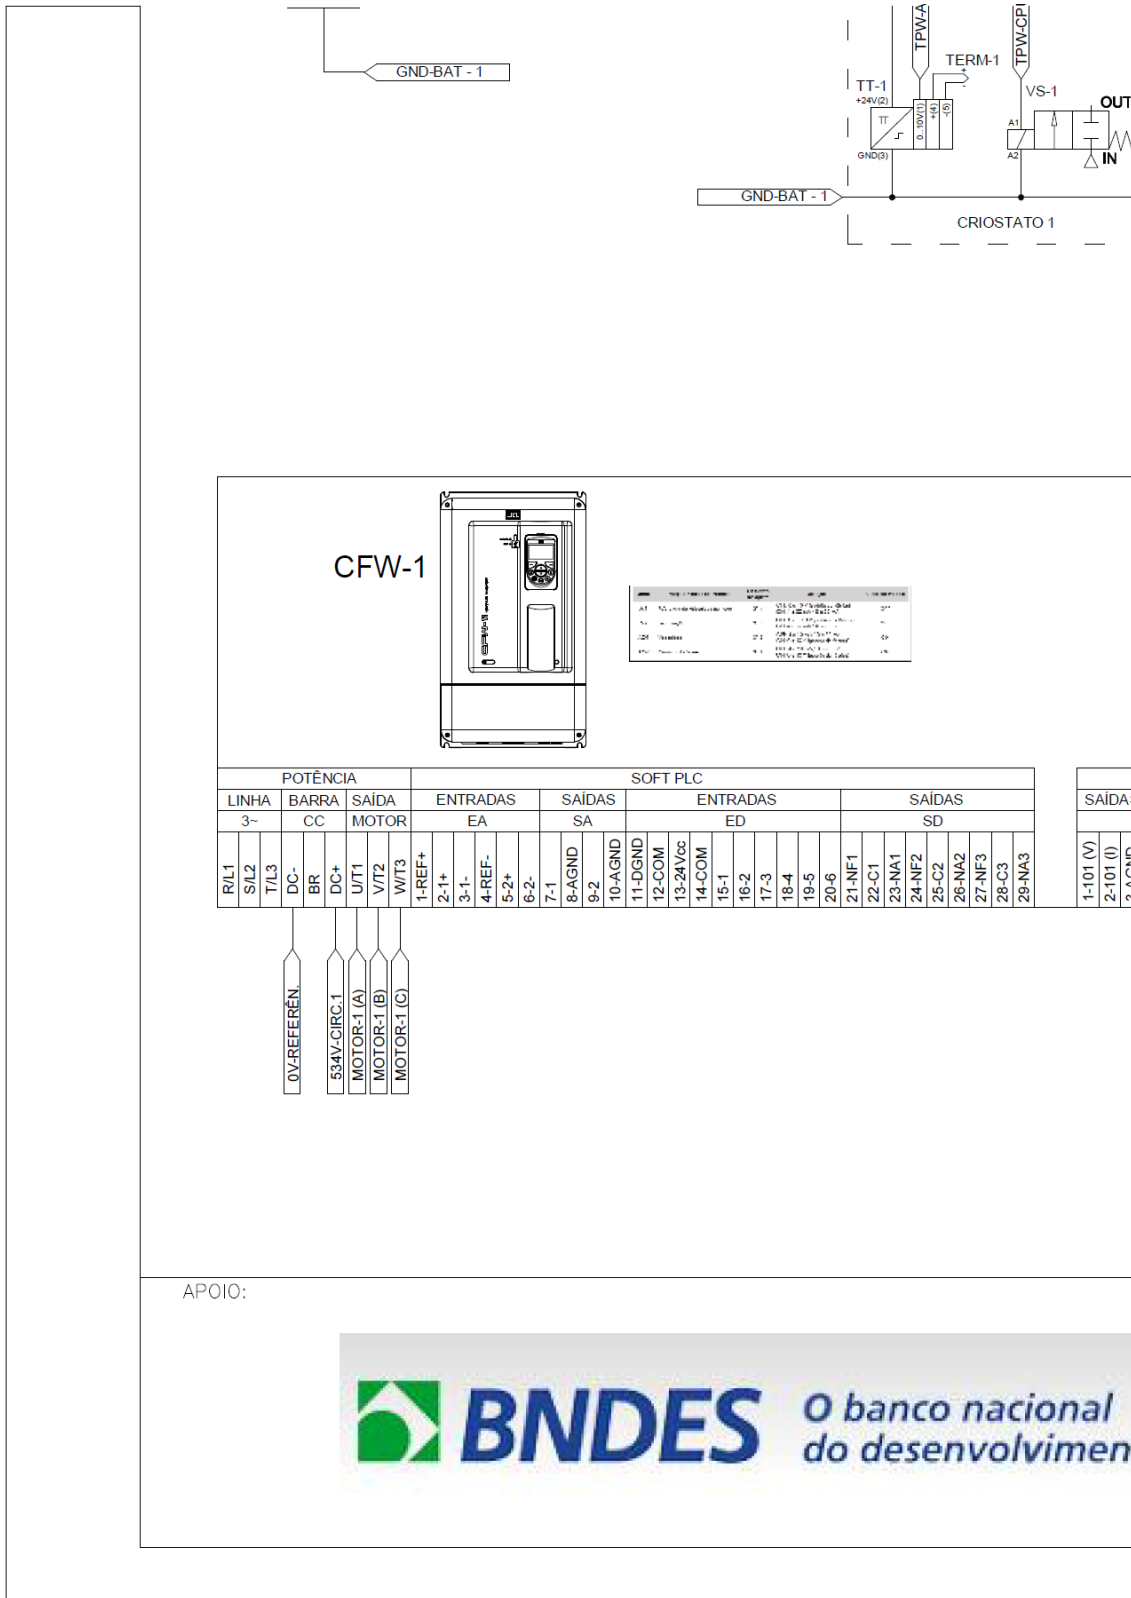 TPW-A
TPW-CPI
GND-BAT - 1
TERM-1
+
-
TT-1
+24V(2)
TT
0..10V(1)
+(4)
-(5)
GND(3)
VS-1
OUT
A1
A2
IN
GND-BAT - 1
CRIOSTATO 1
CFW-1
CFW-11
POTÊNCIA
SOFT PLC
LINHA
BARRA
SAÍDA
ENTRADAS
SAÍDAS
ENTRADAS
SAÍDAS
SAÍDAS
3~
CC
MOTOR
EA
SA
ED
SD
R/L1
S/L2
T/L3
DC-
BR
DC+
U/T1
V/T2
W/T3
1-REF+
2-1+
3-1-
4-REF-
5-2+
6-2-
7-1
8-AGND
9-2
10-AGND
11-DGND
12-COM
13-24Vcc
14-COM
15-1
16-2
17-3
18-4
19-5
20-6
21-NF1
22-C1
23-NA1
24-NF2
25-C2
26-NA2
27-NF3
28-C3
29-NA3
1-101 (V)
2-101 (I)
3-AGND
0V-REFERÊN.
534V-CIRC.1
MOTOR-1 (A)
MOTOR-1 (B)
MOTOR-1 (C)
APOIO:
BNDES
O banco nacional
do desenvolvimen